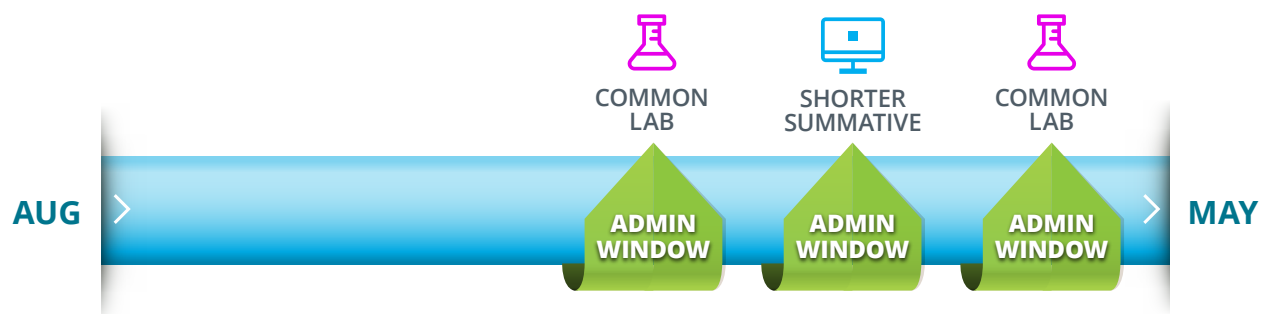 COMMON
LAB
SHORTER
SUMMATIVE
COMMON
LAB
AUG
ADMIN
WINDOW
ADMIN
WINDOW
ADMIN
WINDOW
MAY